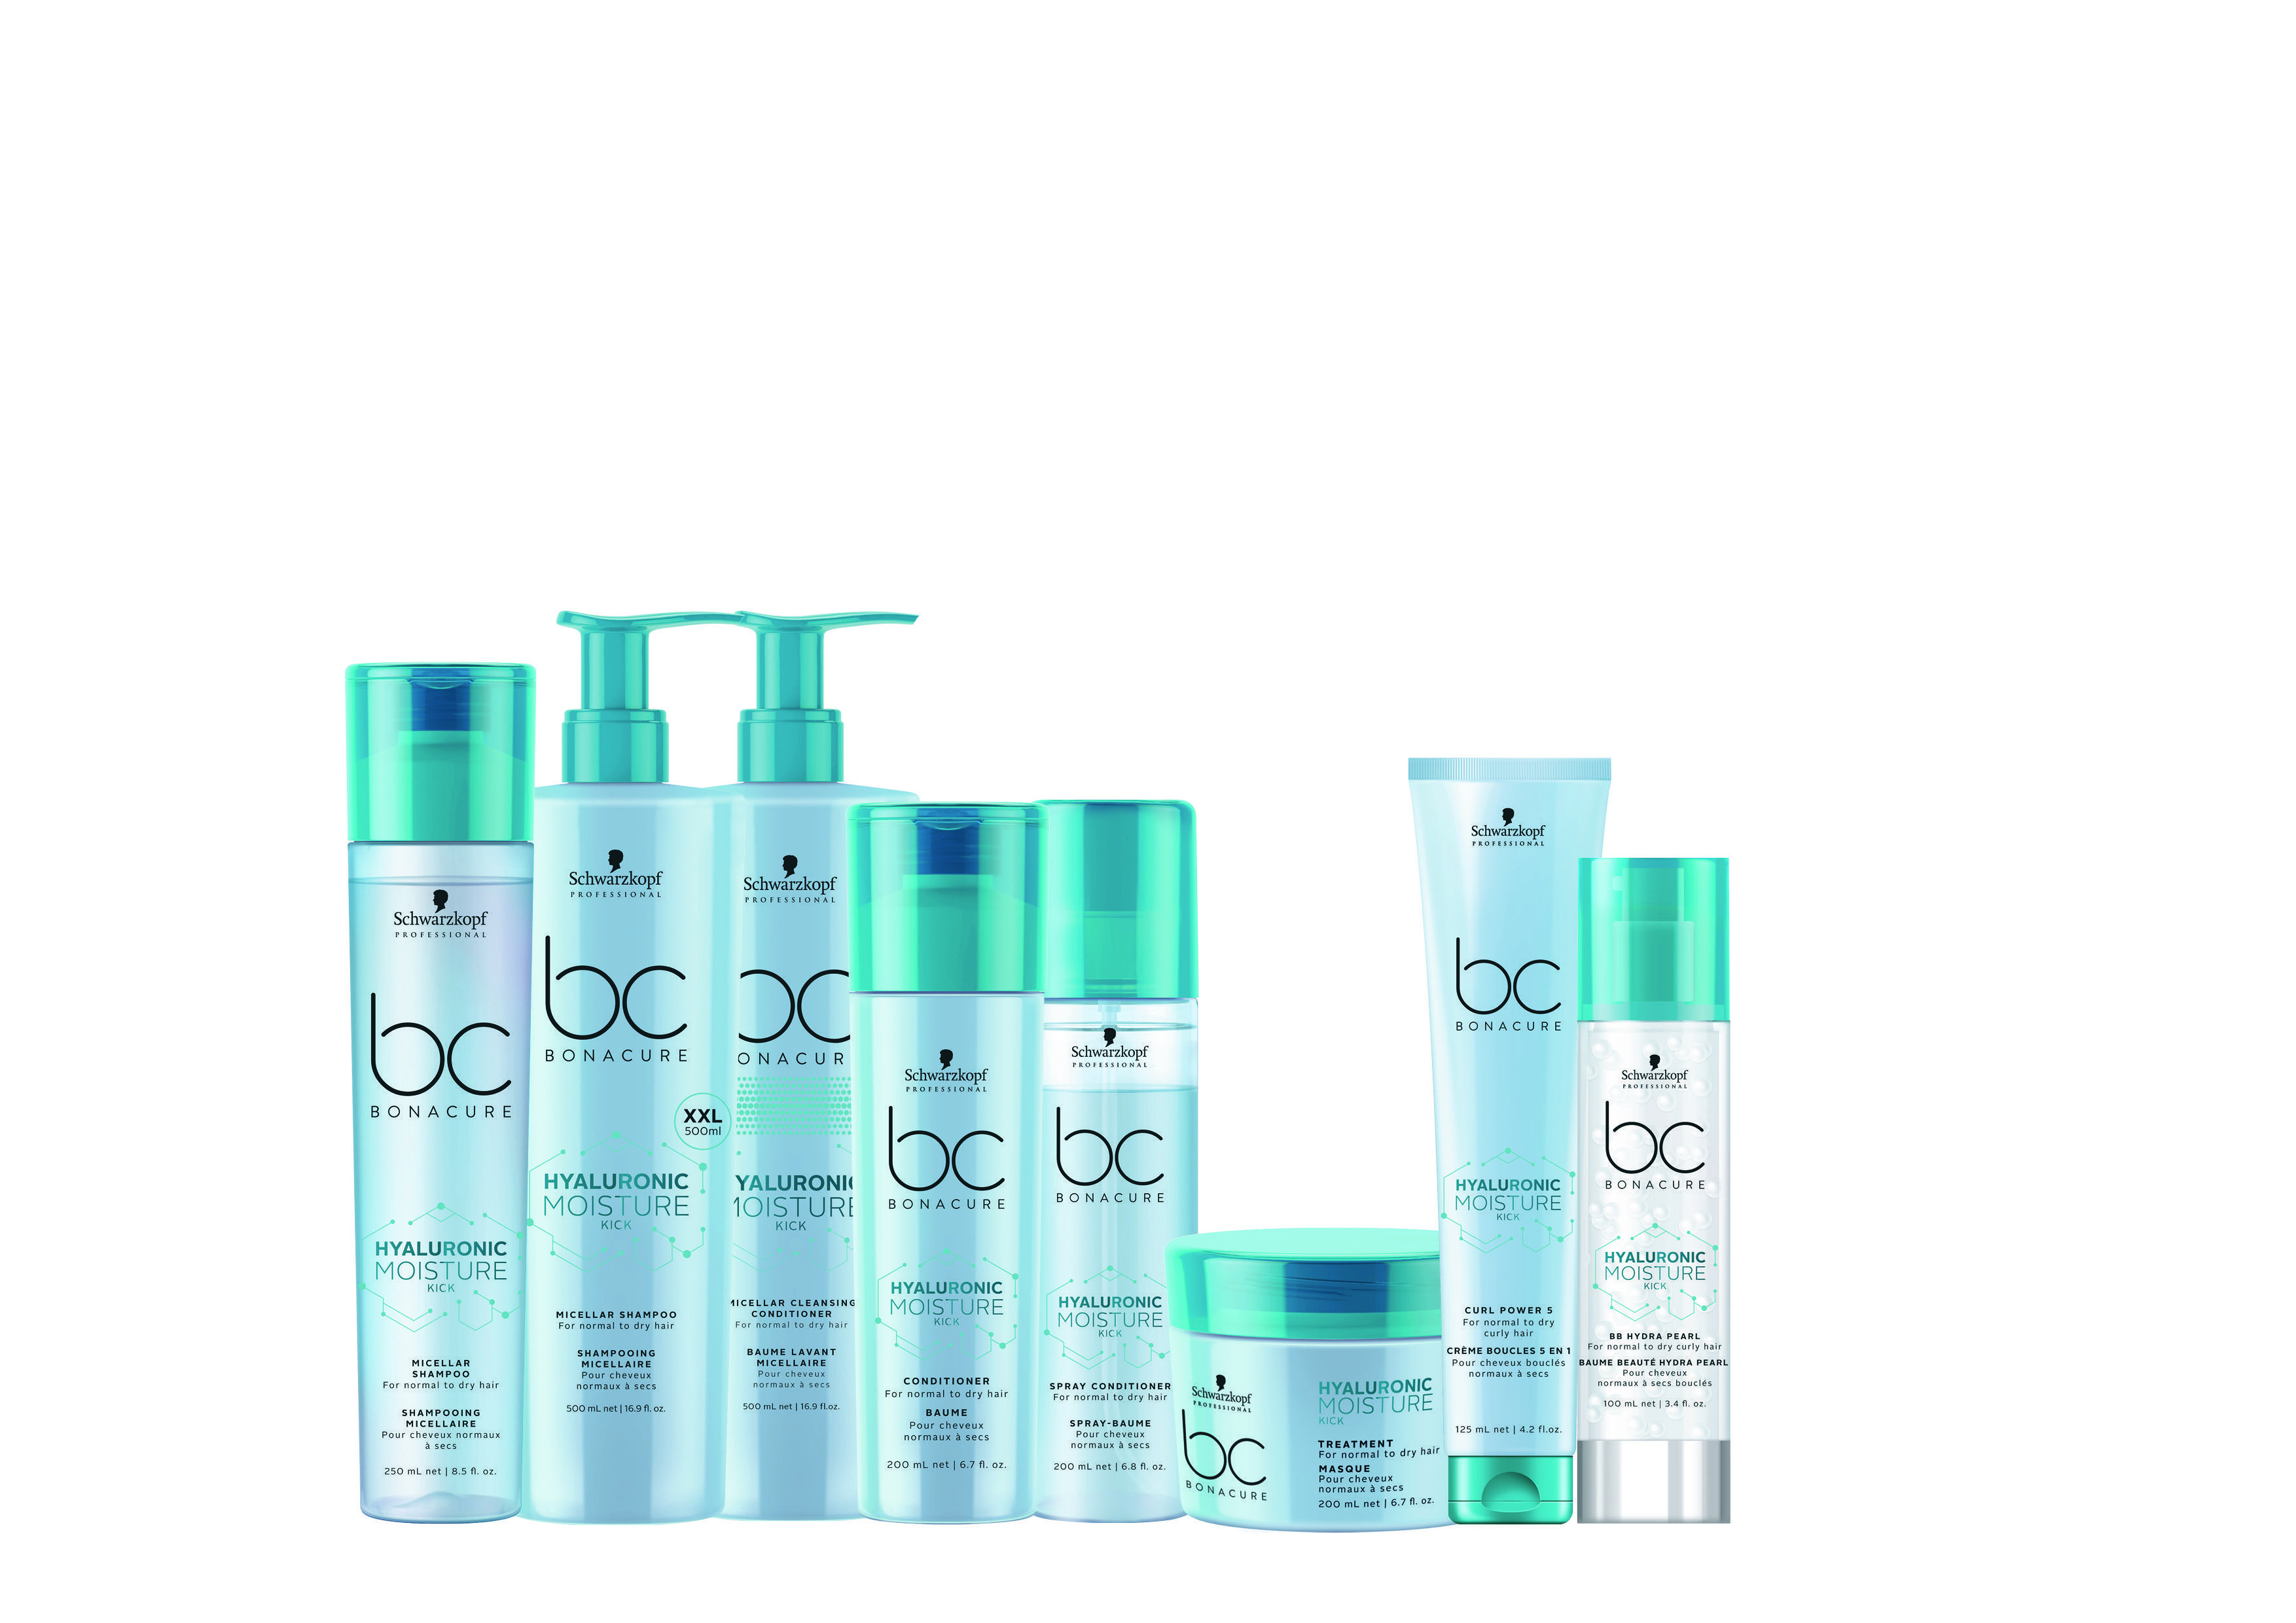 Schwarzkopf
PROFESSIONAL
bc
BONACURE
HYALURONIC
MOISTURE
KICK
MICELLAR
SHAMPOO
For normal to dry hair
SHAMPOOING
MICELLAIRE
Pour cheveux normaux
à secs
250 mL net | 8.5 fl. oz.
Schwarzkopf
PROFESSIONAL
bc
BONACURE
XXL
500ml
HYALURONIC
MOISTURE
KICK
MICELLAR SHAMPOO
For normal to dry hair
SHAMPOOING
MICELLAIRE
Pour cheveux
normaux à secs
500 mL net | 16.9 fl. oz.
Schwarzkopf
PROFESSIONAL
bc
ONACUR
YALURONIC
MOISTURE
KICK
MICELLAR CLEANSING
CONDITIONER
For normal to dry hair
BAUME LAVANT
MICELLAIRE
Pour cheveux
normaux à secs
500 mL net | 16.9 fl.oz.
Schwarzkopf
PROFESSIONAL
bc
BONACURE
HYALURONIC
MOISTURE
KICK
CONDITIONER
For normal to dry hair
BAUME
Pour cheveux
normaux à secs
200 mL net | 6.7 fl. oz.
Schwarzkopf
PROFESSIONAL
bc
BONACURE
HYALURONIC
MOISTURE
KICK
SPRAY CONDITIONER
For normal to dry hair
SPRAY-BAUME
Pour cheveux
normaux à secs
200 mL net | 6.8 fl. oz.
Schwarzkopf
PROFESSIONAL
bc
BONACURE
HYALURONIC
MOISTURE
KICK
TREATMENT
For normal to dry hair
MASQUE
Pour cheveux
normaux à secs
200 mL net | 6.7 fl. oz.
Schwarzkopf
PROFESSIONAL
bc
BONACURE
HYALURONIC
MOISTURE
KICK
CURL POWER 5
For normal to dry
curly hair
CRÈME BOUCLES 5 EN 1
Pour cheveux bouclés
normaux à secs
125 mL net | 4.2 fl.oz.
Schwarzkopf
PROFESSIONAL
bc
BONACURE
HYALURONIC
MOISTURE
KICK
BB HYDRA PEARL
For normal to dry curly hair
BAUME BEAUTÉ HYDRA PEARL
Pour cheveux
normaux à secs bouclés
100 mL net | 3.4 fl. oz.